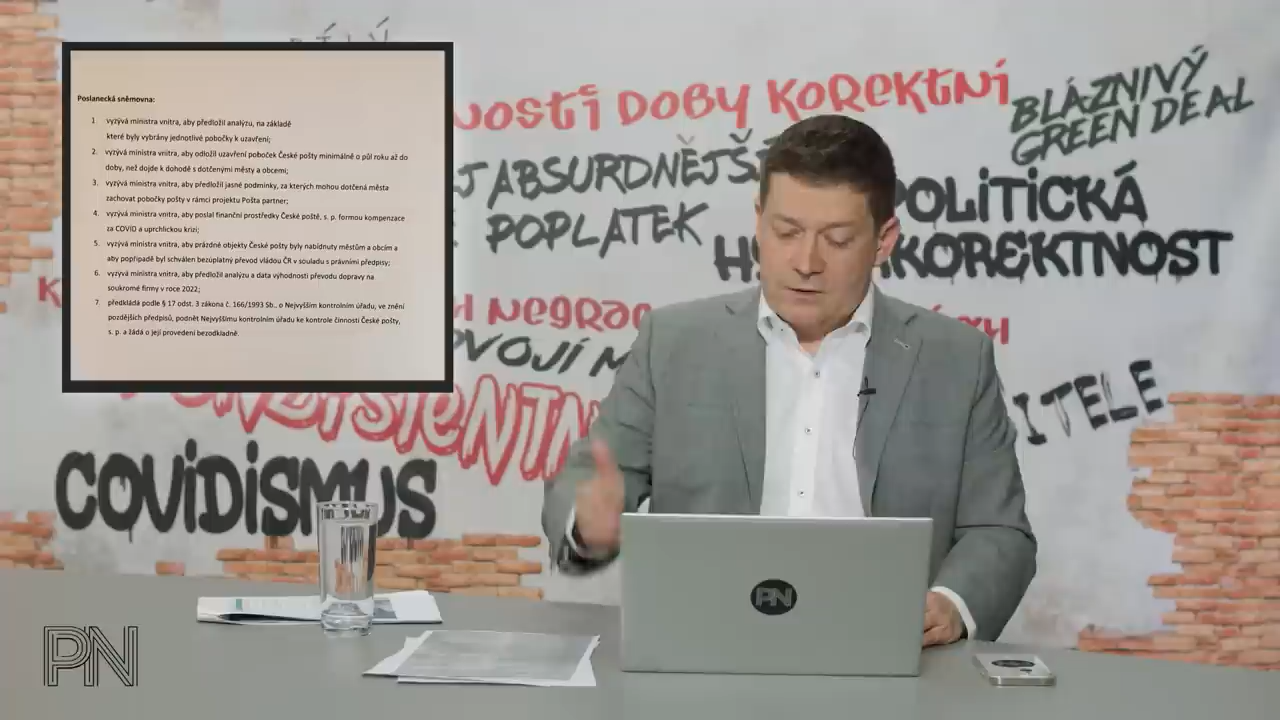 Poslanecká sněmovna:
1. vyzývá ministra vnitra, aby předložil analýzu, na základě
které byly vybrány jednotlivé pobočky k uzavření;
2. vyzývá ministra vnitra, aby odložil uzavření poboček České pošty minimálně o půl roku až do
doby, než dojde k dohodě s dotčenými městy a obcemi;
3. vyzývá ministra vnitra, aby předložil jasné podmínky, za kterých mohou dotčená města
zachovat pobočky pošty v rámci projektu Pošta partner;
4. vyzývá ministra vnitra, aby poslal finanční prostředky České poště, s. p. formou kompenzace
za COVID a uprchlickou krizi;
5. vyzývá ministra vnitra, aby prázdné objekty České pošty byly nabídnuty městům a obcím a
aby popřípadě byl schválen bezúplatný převod vládou ČR v souladu s právními předpisy;
6. vyzývá ministra vnitra, aby předložil analýzu a data výhodnosti převodu dopravy na
soukromé firmy v roce 2022;
7. předkládá podle § 17 odst. 3 zákona č. 166/1993 Sb., o Nejvyšším kontrolním úřadu, ve znění
pozdějších předpisů, podnět Nejvyššímu kontrolním úřadu ke kontrole činnosti České pošty,
s. p. a žádá o její provedení bezodkladně.
NOSTI DOBY KOREKTNÍ
BLÁZNIVÝ
GREEN DEAL
J ABSURDNĚJŠ
POPLATEK
POLITICKÁ
KOREKTNOST
NEGRAC
VOJÍ M
ITELE
COVIDISMUS
PN
PN